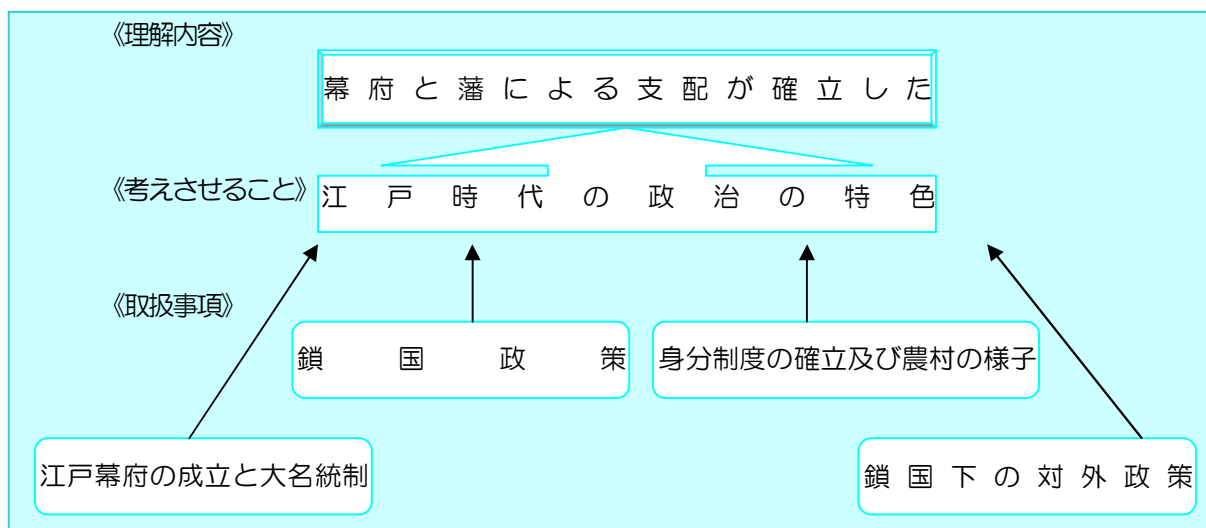 《理解内容》
幕府と藩による支配が確立した
《考えさせること》
江戸時代の政治の特色
《取扱事項》
鎖国政策
身分制度の確立及び農村の様子
江戸幕府の成立と大名統制
鎖国下の対外政策